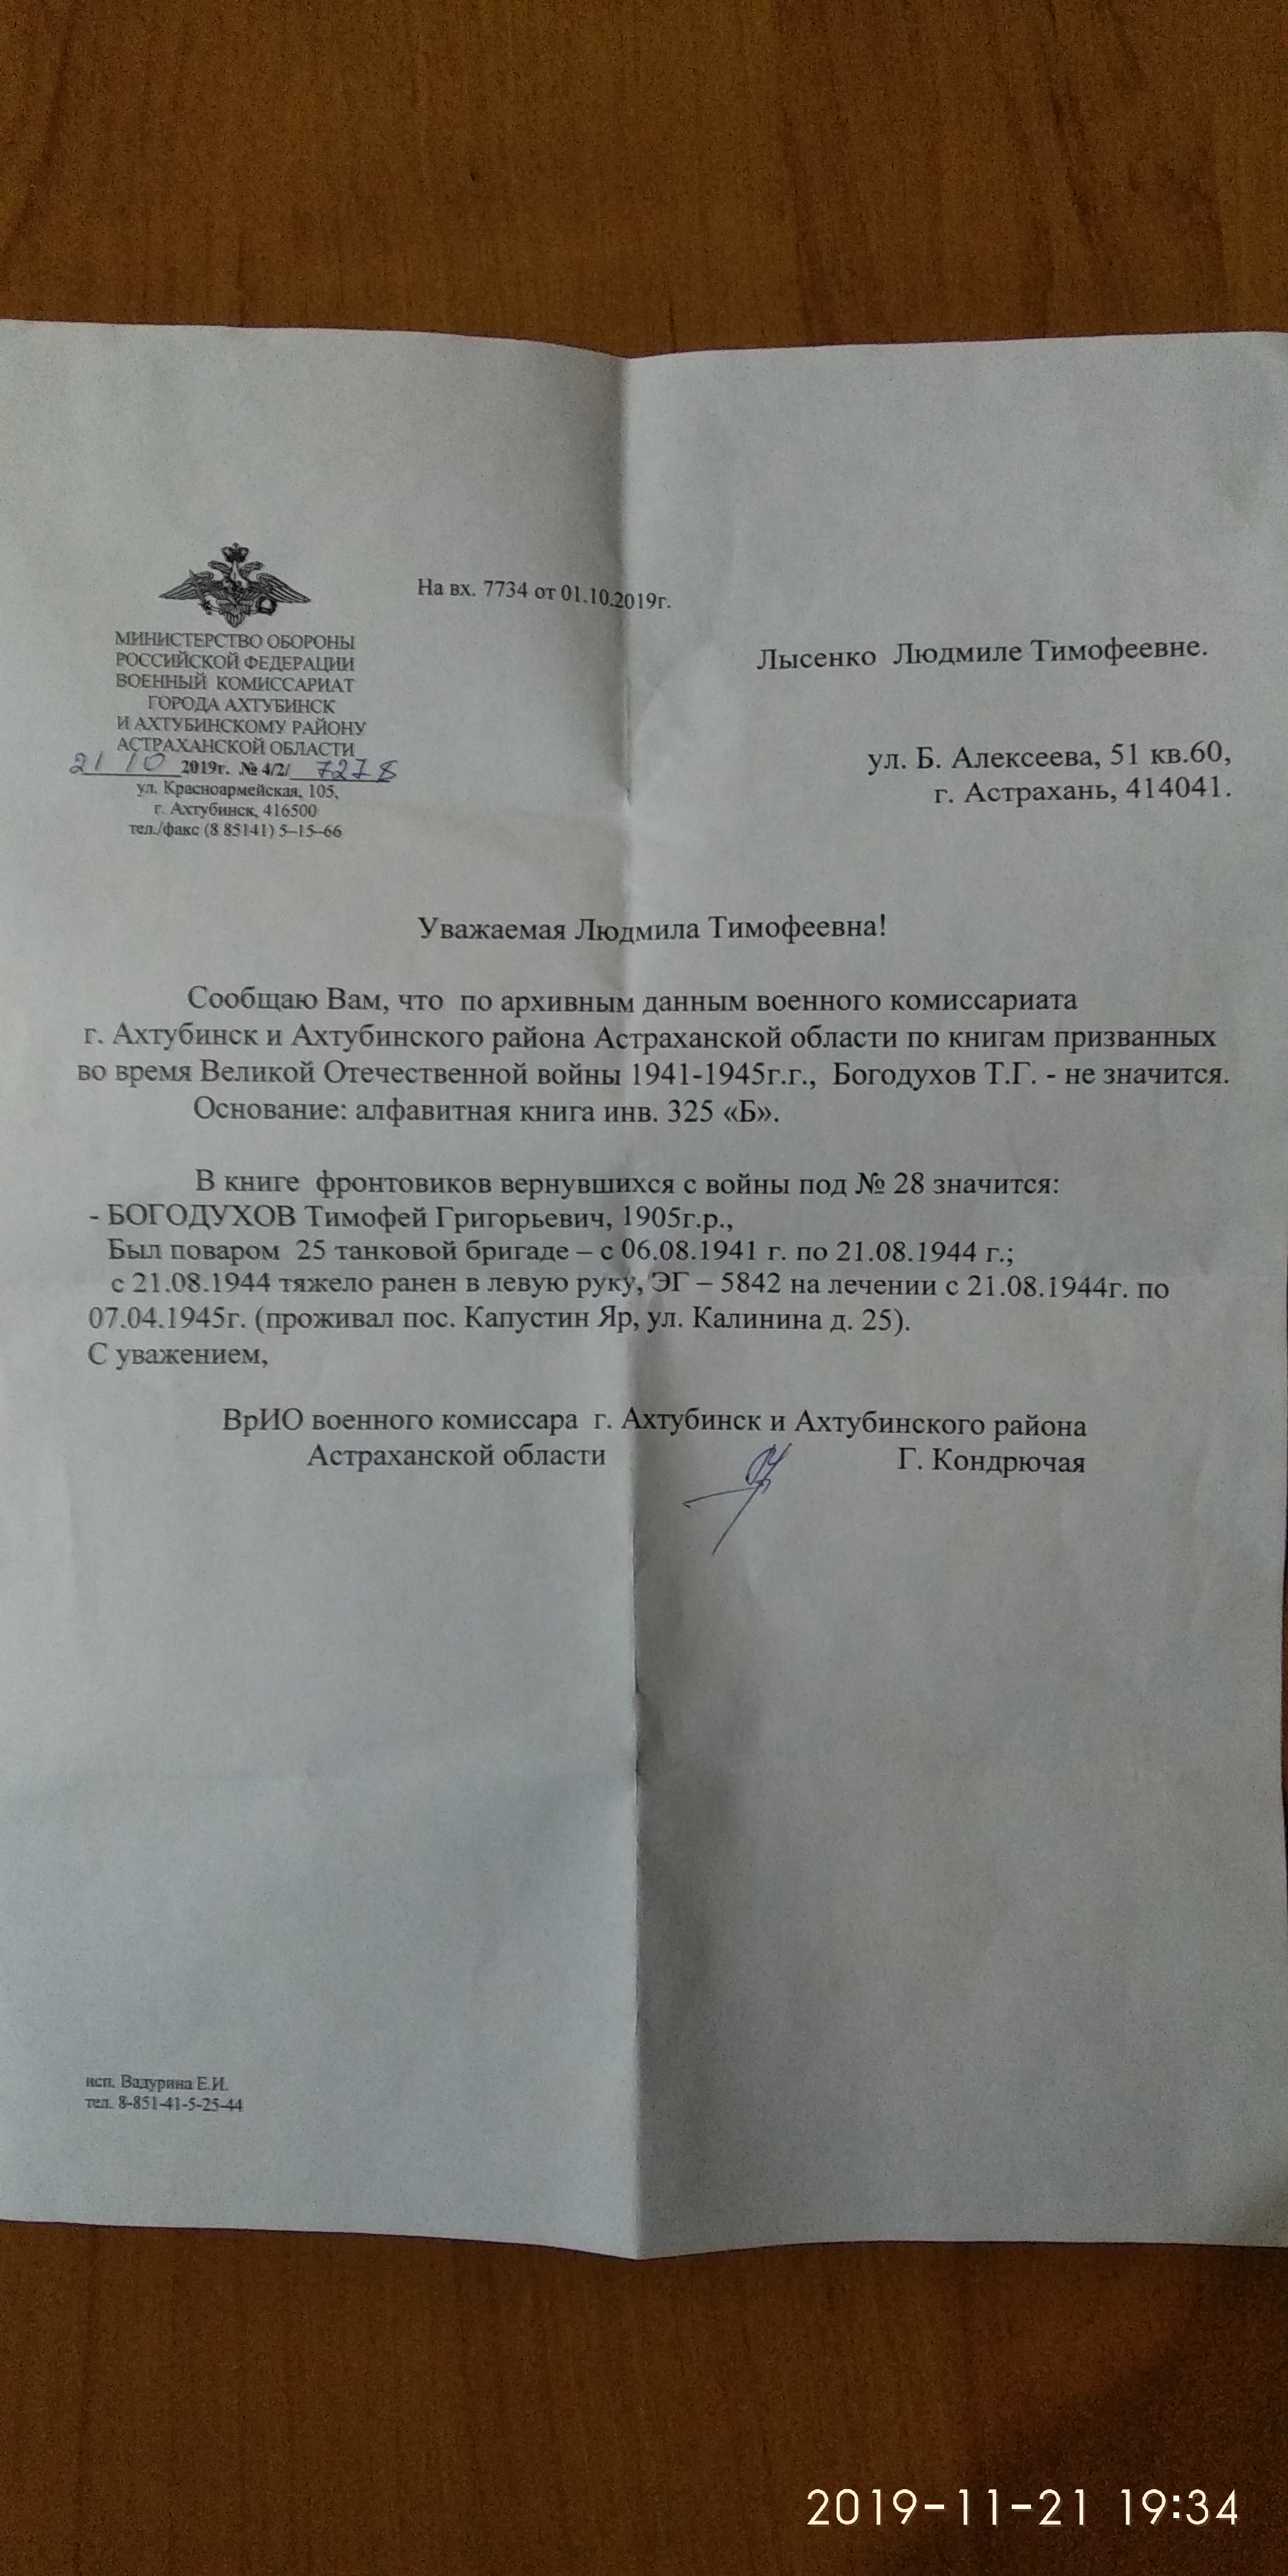 На вх. 7734 от 01.10.2019г.
МИНИСТЕРСТВО ОБОРОНЫ
РОССИЙСКОЙ ФЕДЕРАЦИИ
ВОЕННЫЙ КОМИССАРИАТ
ГОРОДА АХТУБИНСК
И АХТУБИНСКОМУ РАЙОНУ
АСТРАХАНСКОЙ ОБЛАСТИ
21 10 2019г. № 4/2/ 7278
ул. Красноармейская, 105,
г. Ахтубинск, 416500
тел./факс (8 85141) 5–15–66
Лысенко Людмиле Тимофеевне.
ул. Б. Алексеева, 51 кв.60,
г. Астрахань, 414041.
Уважаемая Людмила Тимофеевна!
Сообщаю Вам, что по архивным данным военного комиссариата
г. Ахтубинск и Ахтубинского района Астраханской области по книгам призванных
во время Великой Отечественной войны 1941-1945г.г., Богодухов Т.Г. - не значится.
Основание: алфавитная книга инв. 325 «Б».
В книге фронтовиков вернувшихся с войны под № 28 значится:
- БОГОДУХОВ Тимофей Григорьевич, 1905г.р.,
Был поваром 25 танковой бригаде – с 06.08.1941 г. по 21.08.1944 г.;
с 21.08.1944 тяжело ранен в левую руку, ЭГ – 5842 на лечении с 21.08.1944г. по
07.04.1945г. (проживал пос. Капустин Яр, ул. Калинина д. 25).
С уважением,
ВрИО военного комиссара г. Ахтубинск и Ахтубинского района
Астраханской области Г. Кондрючая
исп. Вадурина Е.И.
тел. 8-851-41-5-25-44
2019-11-21 19:34